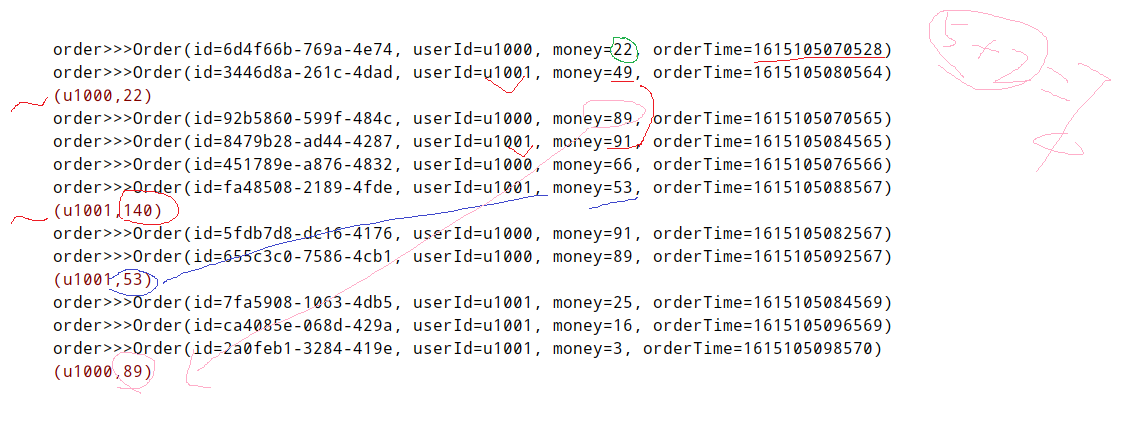 order>>>Order(id=6d4f66b-769a-4e74, userId=u1000, money=22, orderTime=1615105070528)
order>>>Order(id=3446d8a-261c-4dad, userId=u1001, money=49, orderTime=1615105080564)
(u1000,22)
order>>>Order(id=92b5860-599f-484c, userId=u1000, money=89, orderTime=1615105070565)
order>>>Order(id=8479b28-ad44-4287, userId=u1001, money=91, orderTime=1615105084565)
order>>>Order(id=451789e-a876-4832, userId=u1000, money=66, orderTime=1615105076566)
order>>>Order(id=fa48508-2189-4fde, userId=u1001, money=53, orderTime=1615105088567)
(u1001,140)
order>>>Order(id=5fdb7d8-dc16-4176, userId=u1000, money=91, orderTime=1615105082567)
order>>>Order(id=655c3c0-7586-4cb1, userId=u1000, money=89, orderTime=1615105092567)
(u1001,53)
order>>>Order(id=7fa5908-1063-4db5, userId=u1001, money=25, orderTime=1615105084569)
order>>>Order(id=ca4085e-068d-429a, userId=u1001, money=16, orderTime=1615105096569)
order>>>Order(id=2a0feb1-3284-419e, userId=u1001, money=3, orderTime=1615105098570)
(u1000,89)